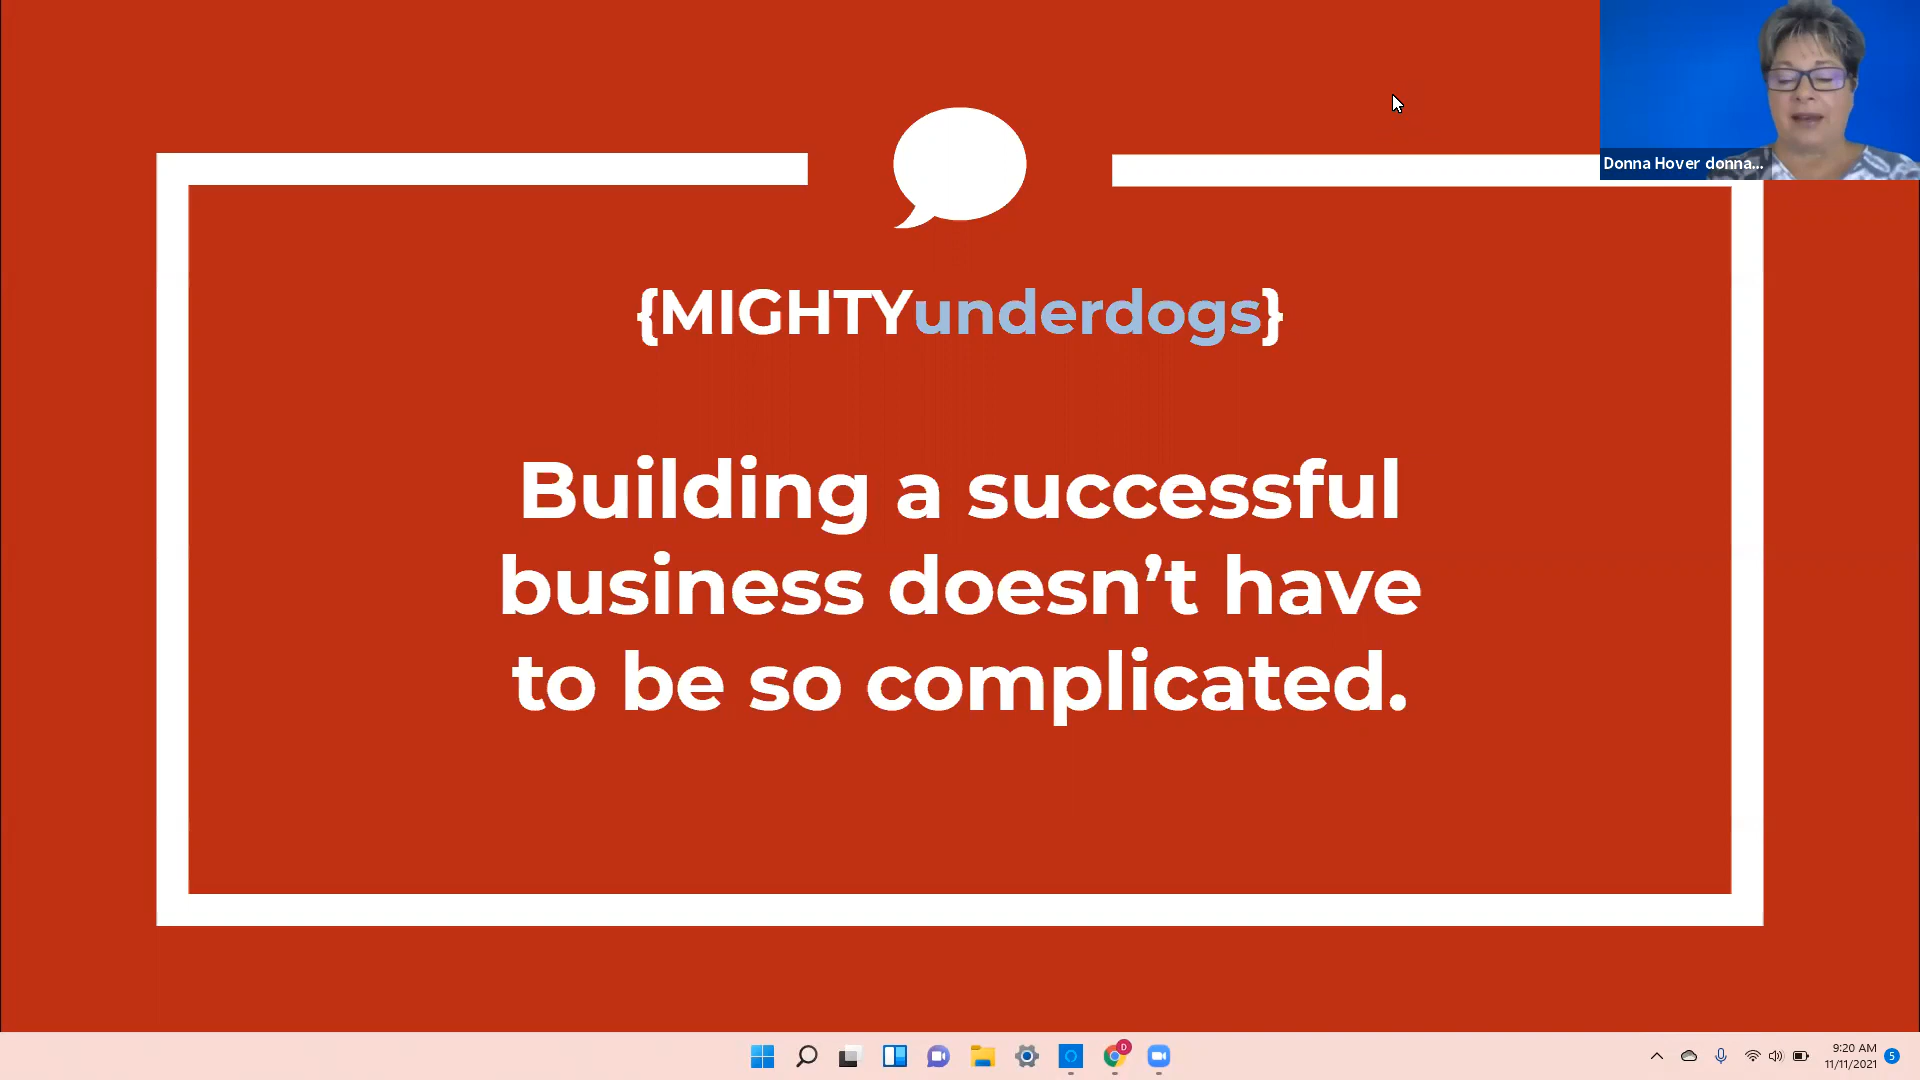 Donna Hover donna...
{MIGHTYunderdogs}
Building a successful
business doesn’t have
to be so complicated.
D
9:20 AM
11/11/2021
5